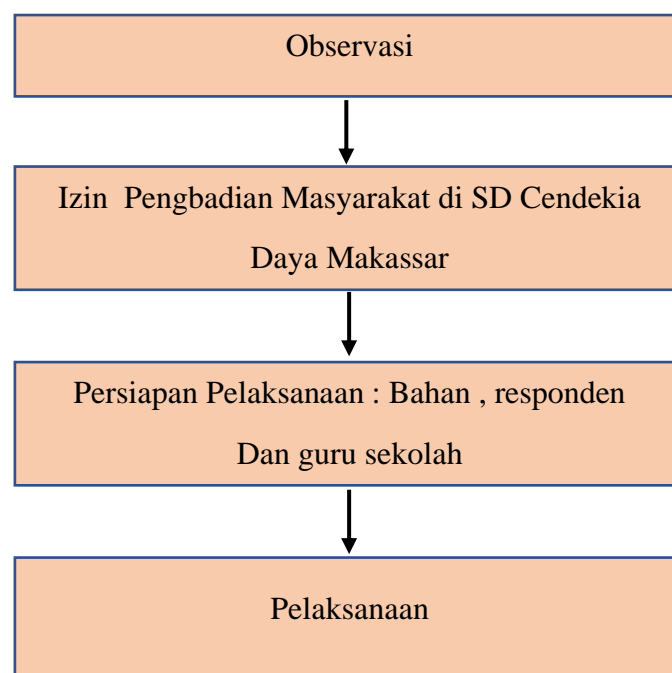 Observasi
Izin Pengbadian Masyarakat di SD Cendekia
Daya Makassar
Persiapan Pelaksanaan : Bahan , responden
Dan guru sekolah
Pelaksanaan